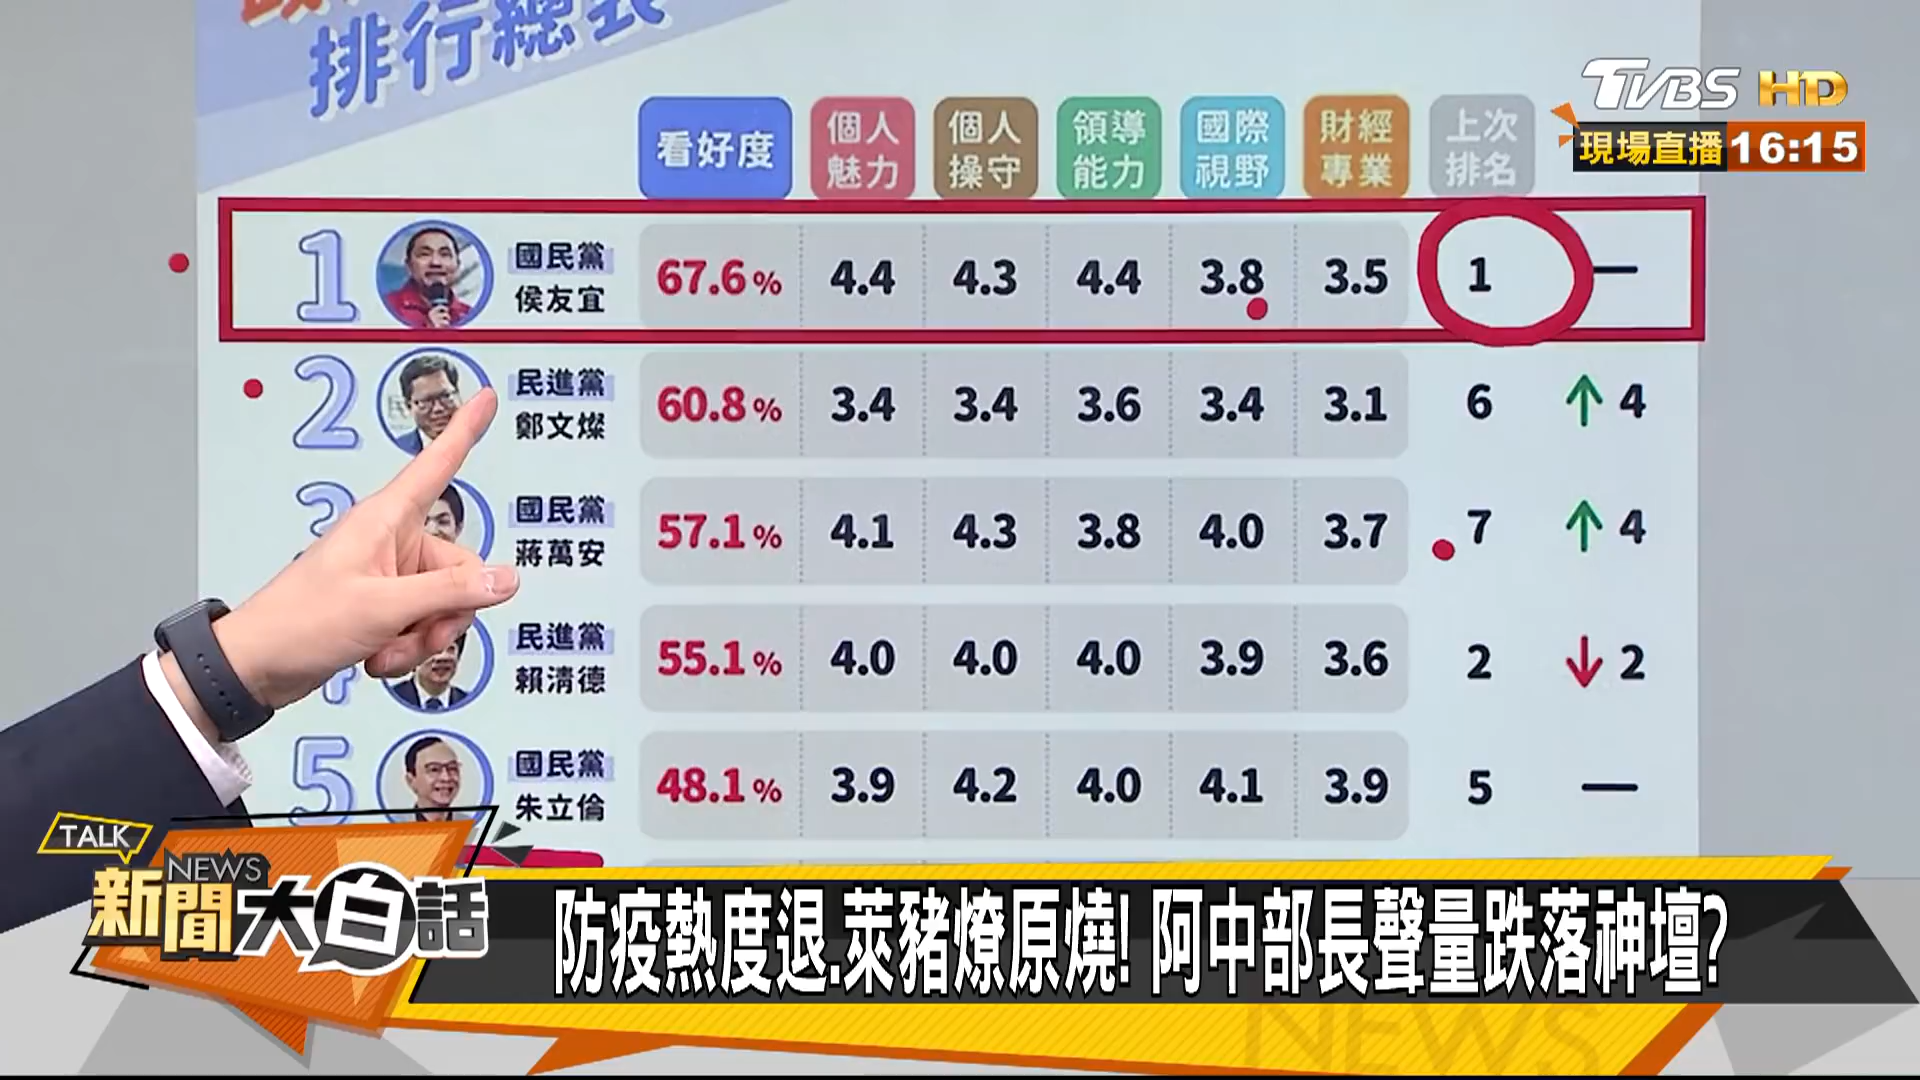 排行總表
TVBS HD
現場直播 16:15
看好度
個人魅力
個人操守
領導能力
國際視野
財經專業
上次排名
1 國民黨 侯友宜 67.6% 4.4 4.3 4.4 3.8 3.5 1 —
2 民進黨 鄭文燦 60.8% 3.4 3.4 3.6 3.4 3.1 6 ↑ 4
3 國民黨 蔣萬安 57.1% 4.1 4.3 3.8 4.0 3.7 7 ↑ 4
4 民進黨 賴清德 55.1% 4.0 4.0 4.0 3.9 3.6 2 ↓ 2
5 國民黨 朱立倫 48.1% 3.9 4.2 4.0 4.1 3.9 5 —
TALK
NEWS
新聞大白話
防疫熱度退.萊豬燎原燒! 阿中部長聲量跌落神壇?
NEWS